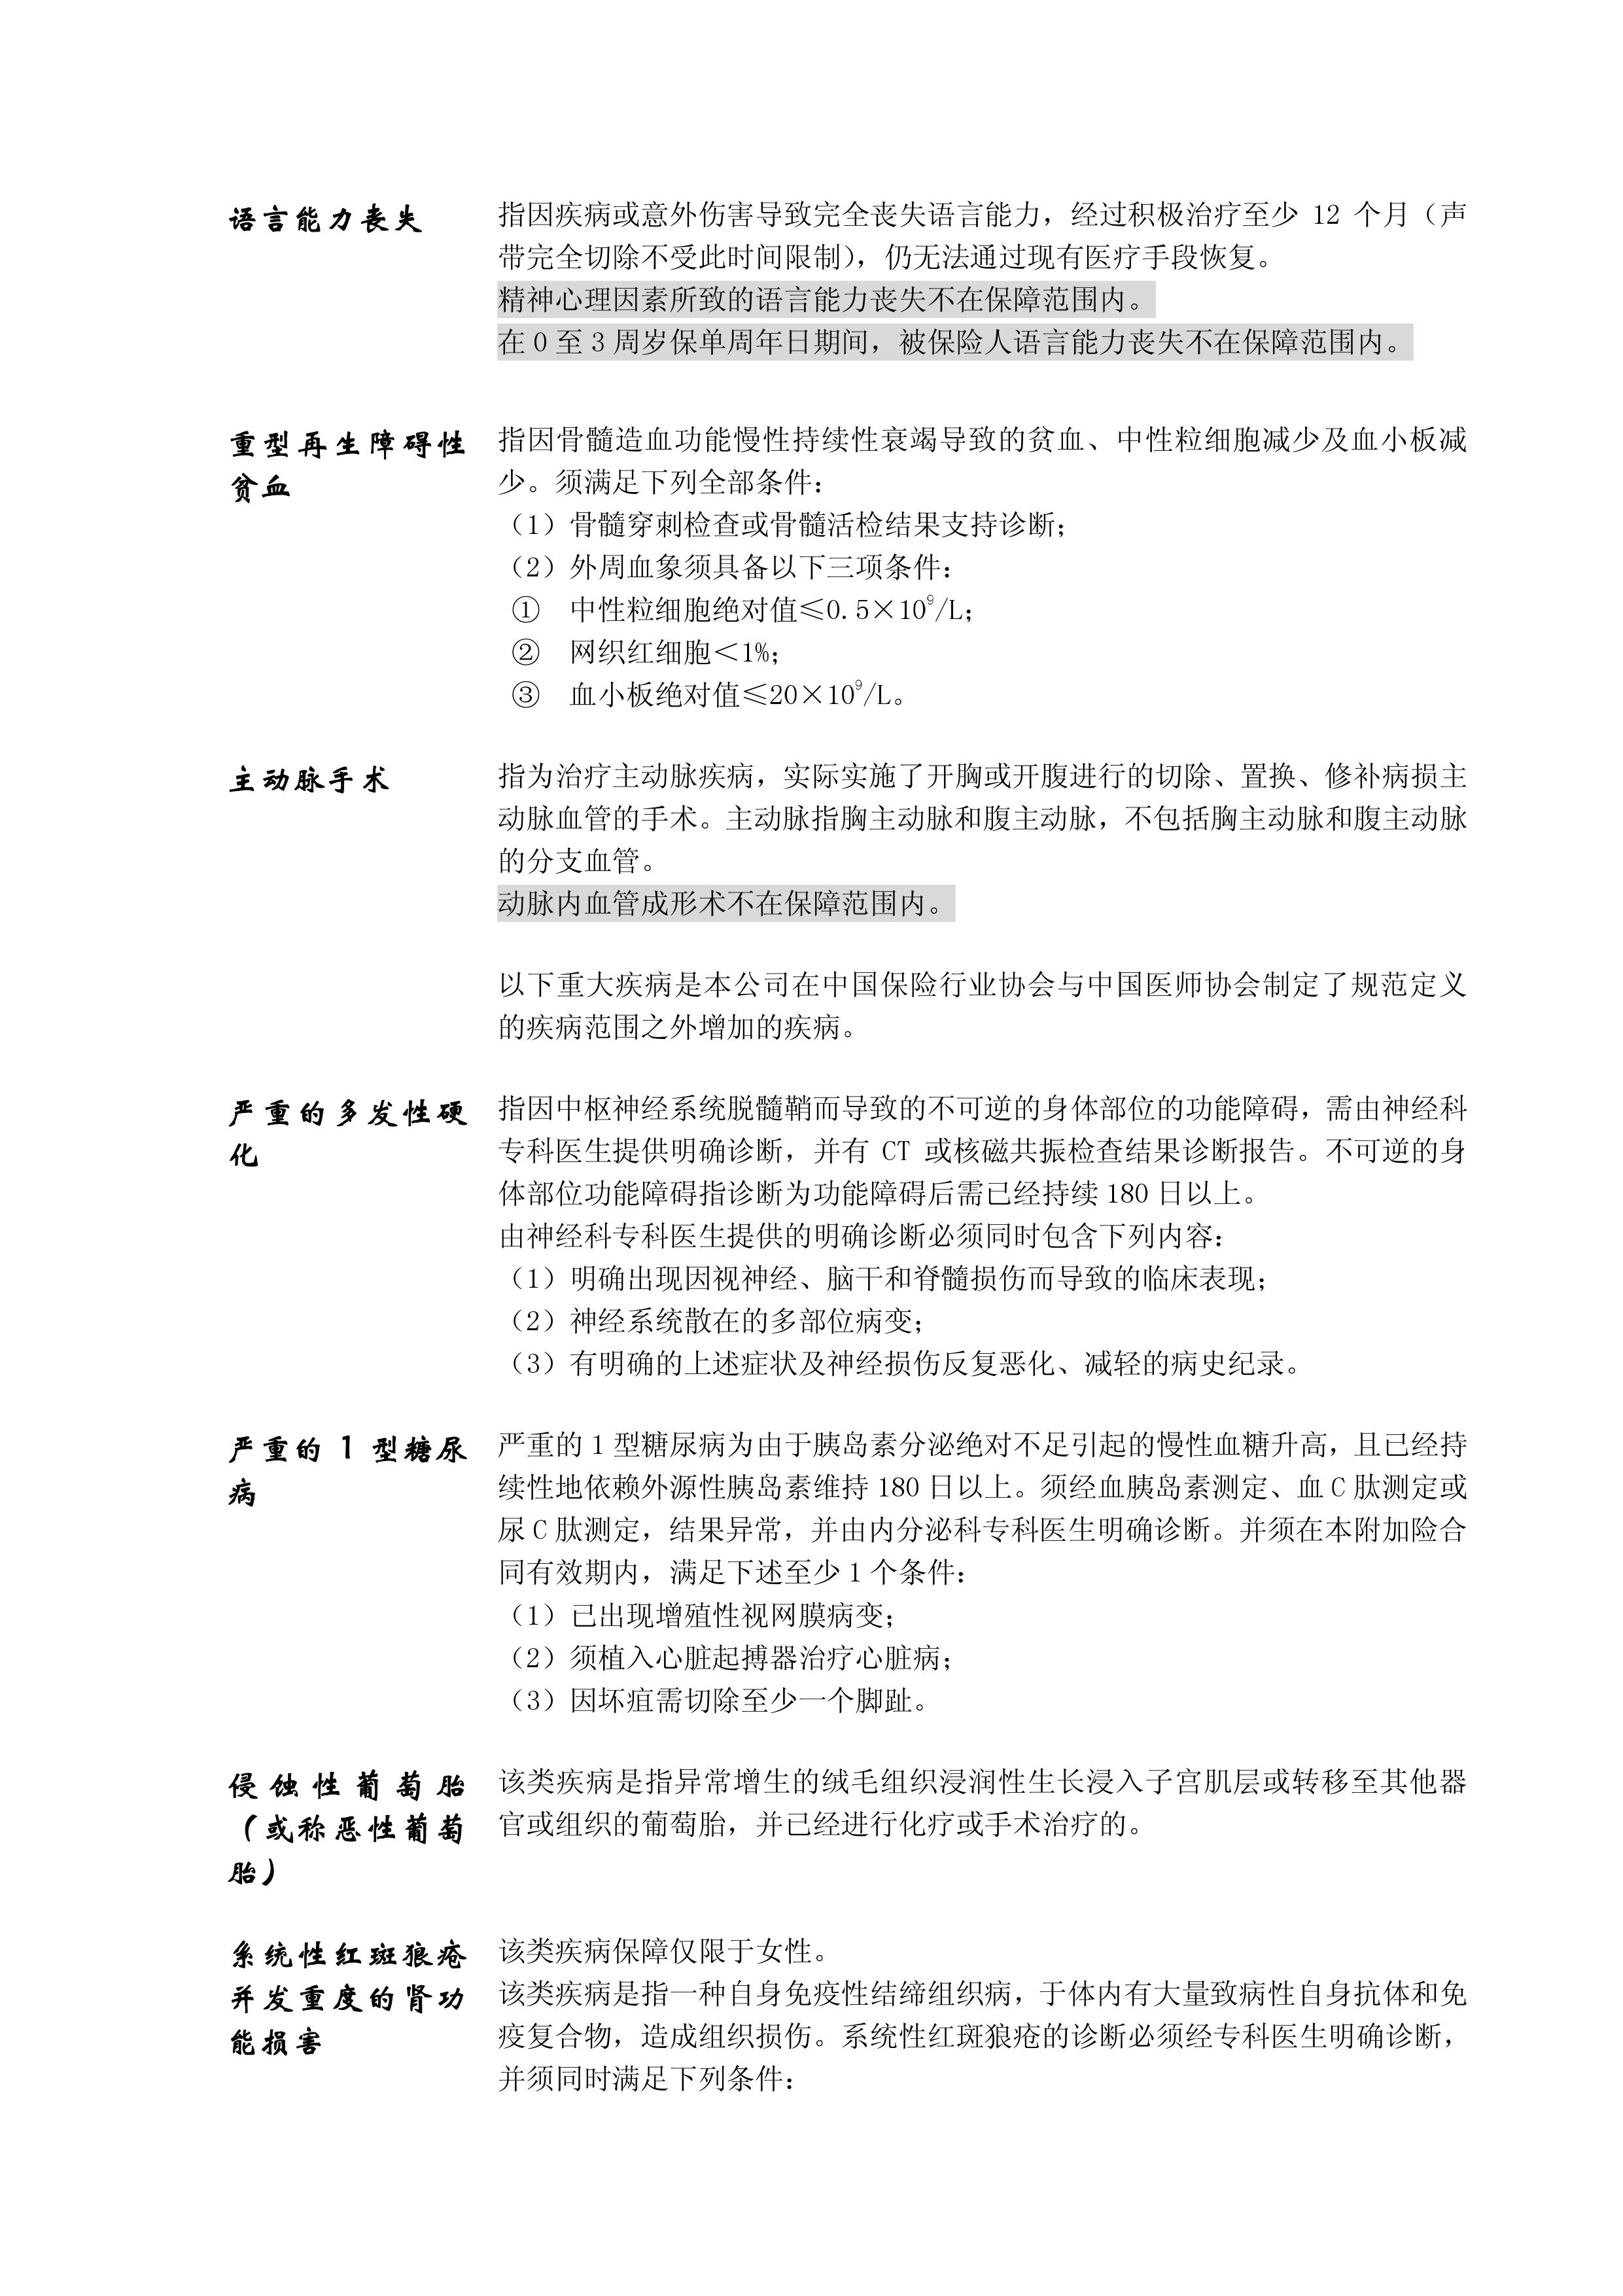 语言能力丧失
指因疾病或意外伤害导致完全丧失语言能力，经过积极治疗至少 12 个月（声
带完全切除不受此时间限制），仍无法通过现有医疗手段恢复。
精神心理因素所致的语言能力丧失不在保障范围内。
在 0 至 3 周岁保单周年日期间，被保险人语言能力丧失不在保障范围内。
重型再生障碍性
贫血
指因骨髓造血功能慢性持续性衰竭导致的贫血、中性粒细胞减少及血小板减
少。须满足下列全部条件：
（1）骨髓穿刺检查或骨髓活检结果支持诊断；
（2）外周血象须具备以下三项条件：
① 中性粒细胞绝对值≤0.5×10⁹/L；
② 网织红细胞＜1%；
③ 血小板绝对值≤20×10⁹/L。
主动脉手术
指为治疗主动脉疾病，实际实施了开胸或开腹进行的切除、置换、修补病损主
动脉血管的手术。主动脉指胸主动脉和腹主动脉，不包括胸主动脉和腹主动脉
的分支血管。
动脉内血管成形术不在保障范围内。
以下重大疾病是本公司在中国保险行业协会与中国医师协会制定了规范定义
的疾病范围之外增加的疾病。
严重的多发性硬
化
指因中枢神经系统脱髓鞘而导致的不可逆的身体部位的功能障碍，需由神经科
专科医生提供明确诊断，并有 CT 或核磁共振检查结果诊断报告。不可逆的身
体部位功能障碍指诊断为功能障碍后需已经持续 180 日以上。
由神经科专科医生提供的明确诊断必须同时包含下列内容：
（1）明确出现因视神经、脑干和脊髓损伤而导致的临床表现；
（2）神经系统散在的多部位病变；
（3）有明确的上述症状及神经损伤反复恶化、减轻的病史纪录。
严重的 1 型糖尿
病
严重的 1 型糖尿病为由于胰岛素分泌绝对不足引起的慢性血糖升高，且已经持
续性地依赖外源性胰岛素维持 180 日以上。须经血胰岛素测定、血 C 肽测定或
尿 C 肽测定，结果异常，并由内分泌科专科医生明确诊断。并须在本附加险合
同有效期内，满足下述至少 1 个条件：
（1）已出现增殖性视网膜病变；
（2）须植入心脏起搏器治疗心脏病；
（3）因坏疽需切除至少一个脚趾。
侵蚀性葡萄胎
（或称恶性葡萄
胎）
该类疾病是指异常增生的绒毛组织浸润性生长浸入子宫肌层或转移至其他器
官或组织的葡萄胎，并已经进行化疗或手术治疗的。
系统性红斑狼疮
并发重度的肾功
能损害
该类疾病保障仅限于女性。
该类疾病是指一种自身免疫性结缔组织病，于体内有大量致病性自身抗体和免
疫复合物，造成组织损伤。系统性红斑狼疮的诊断必须经专科医生明确诊断，
并须同时满足下列条件：